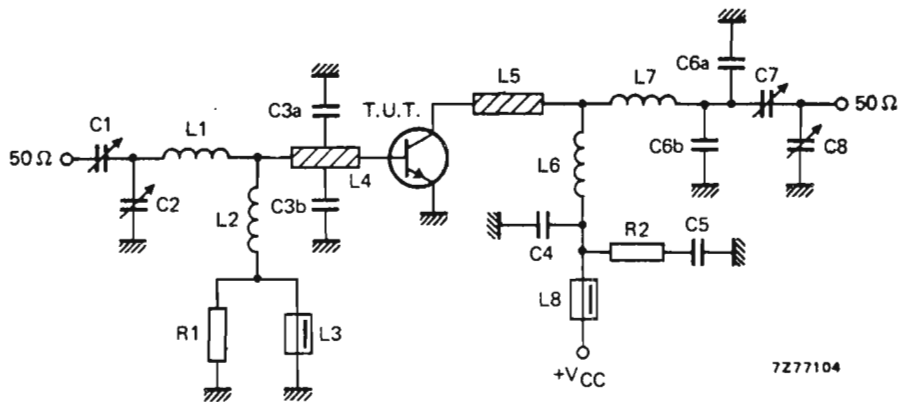 C6a
C7
L5
L7
50 Ω
C3a
T.U.T.
C1
L1
C6b
C8
50 Ω
L4
L6
C2
L2
C3b
C4
R2
C5
L8
R1
L3
+VCC
7Z77104